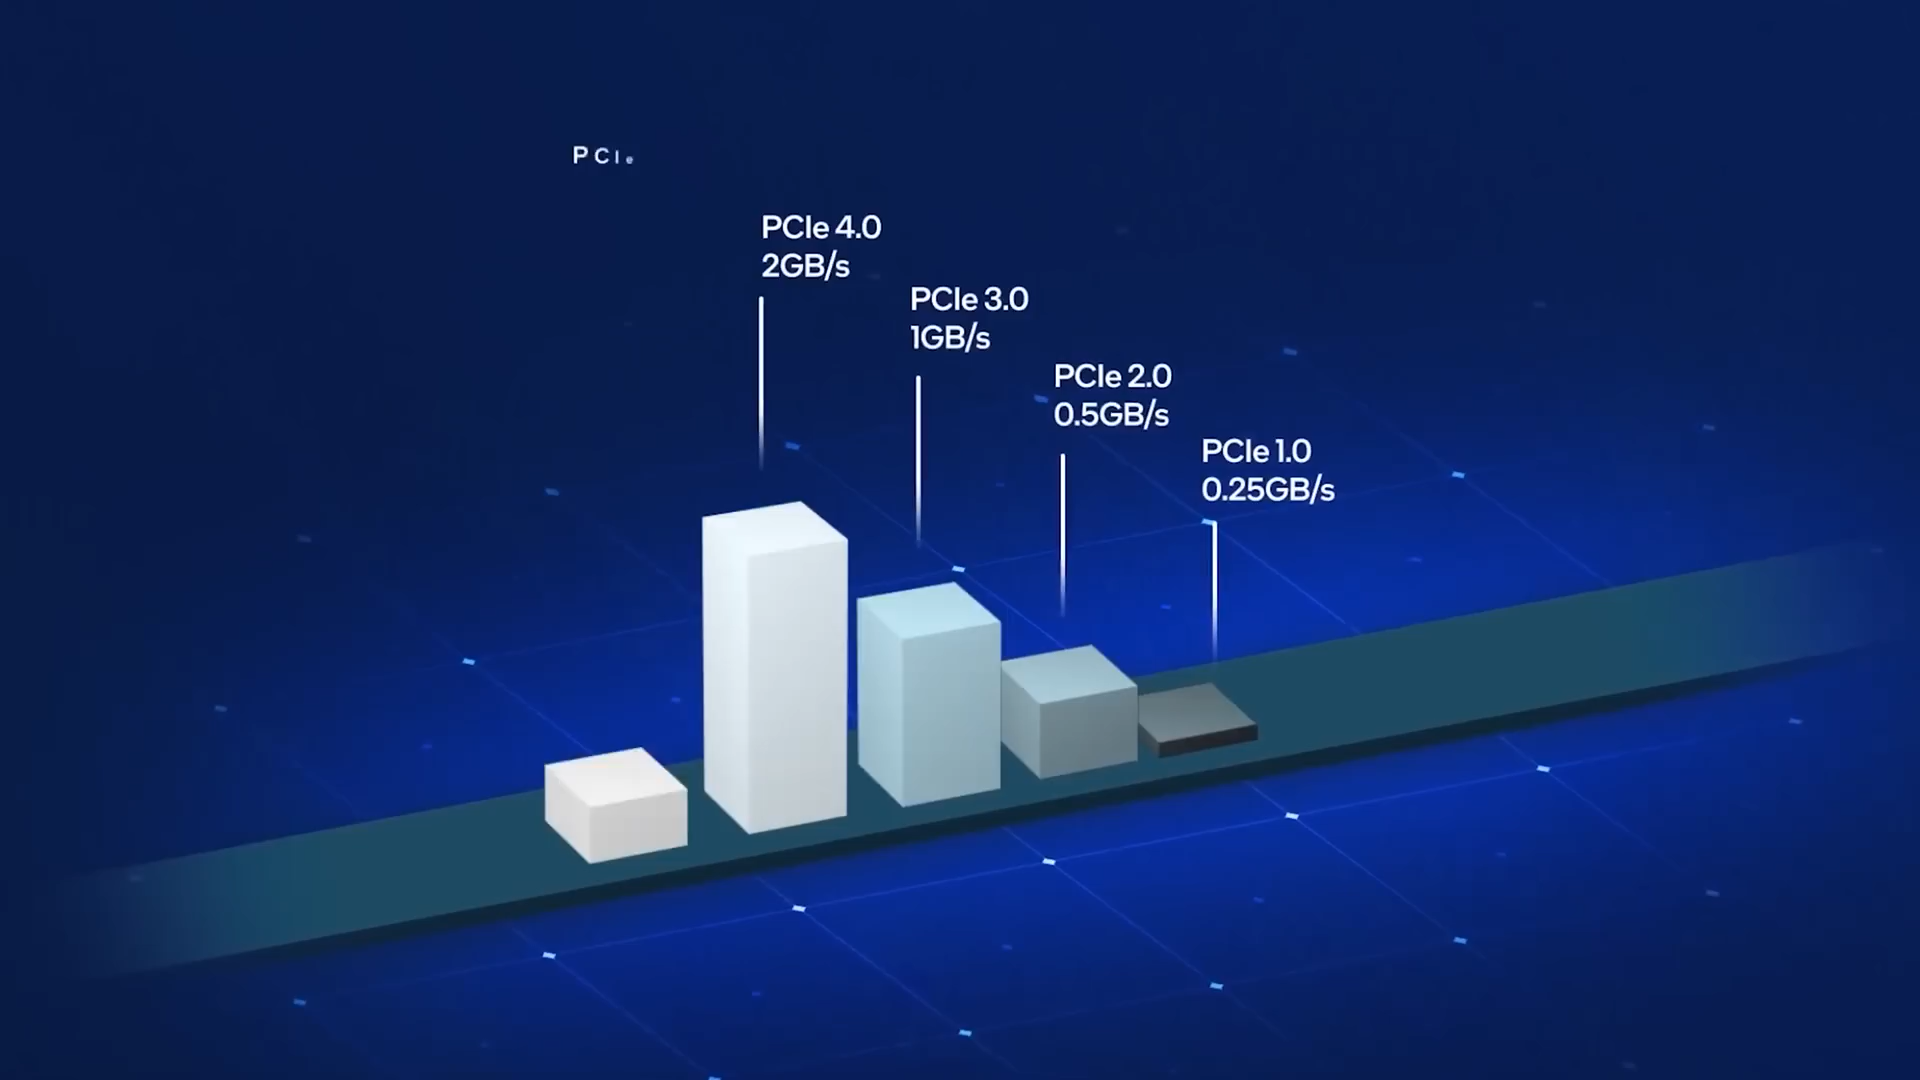 PCIe
PCIe 4.0
2GB/s
PCIe 3.0
1GB/s
PCIe 2.0
0.5GB/s
PCIe 1.0
0.25GB/s